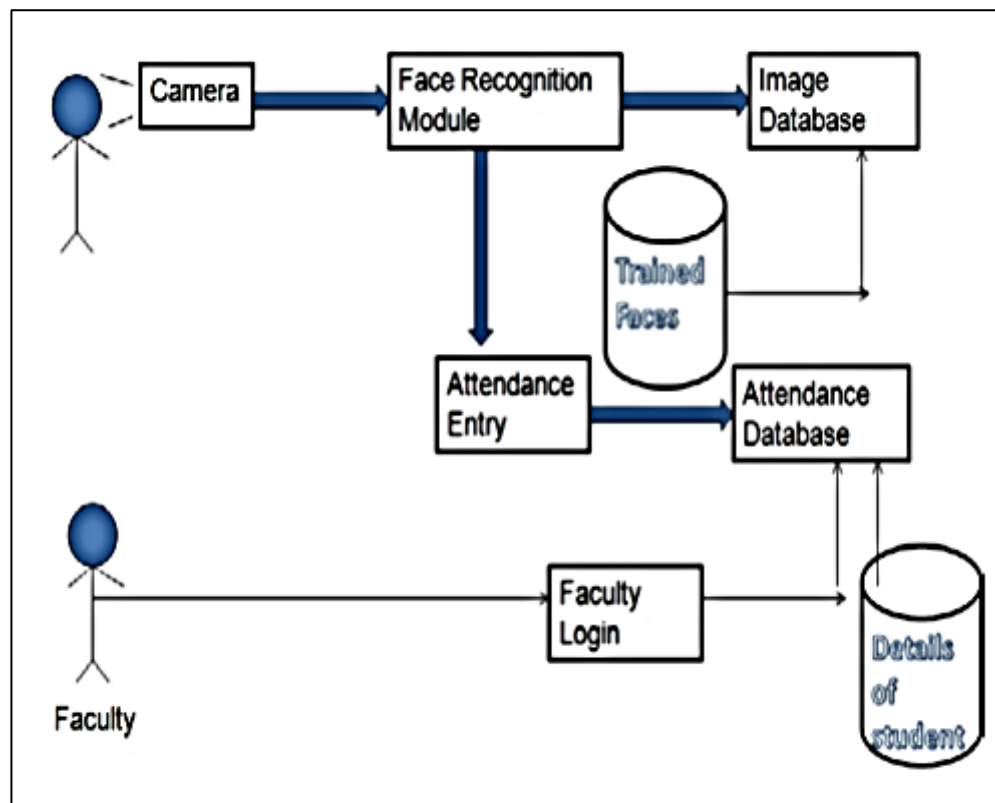 Camera
Face Recognition
Module
Image
Database
Trained
Faces
Attendance
Entry
Attendance
Database
Faculty
Login
Details
of
student
Faculty